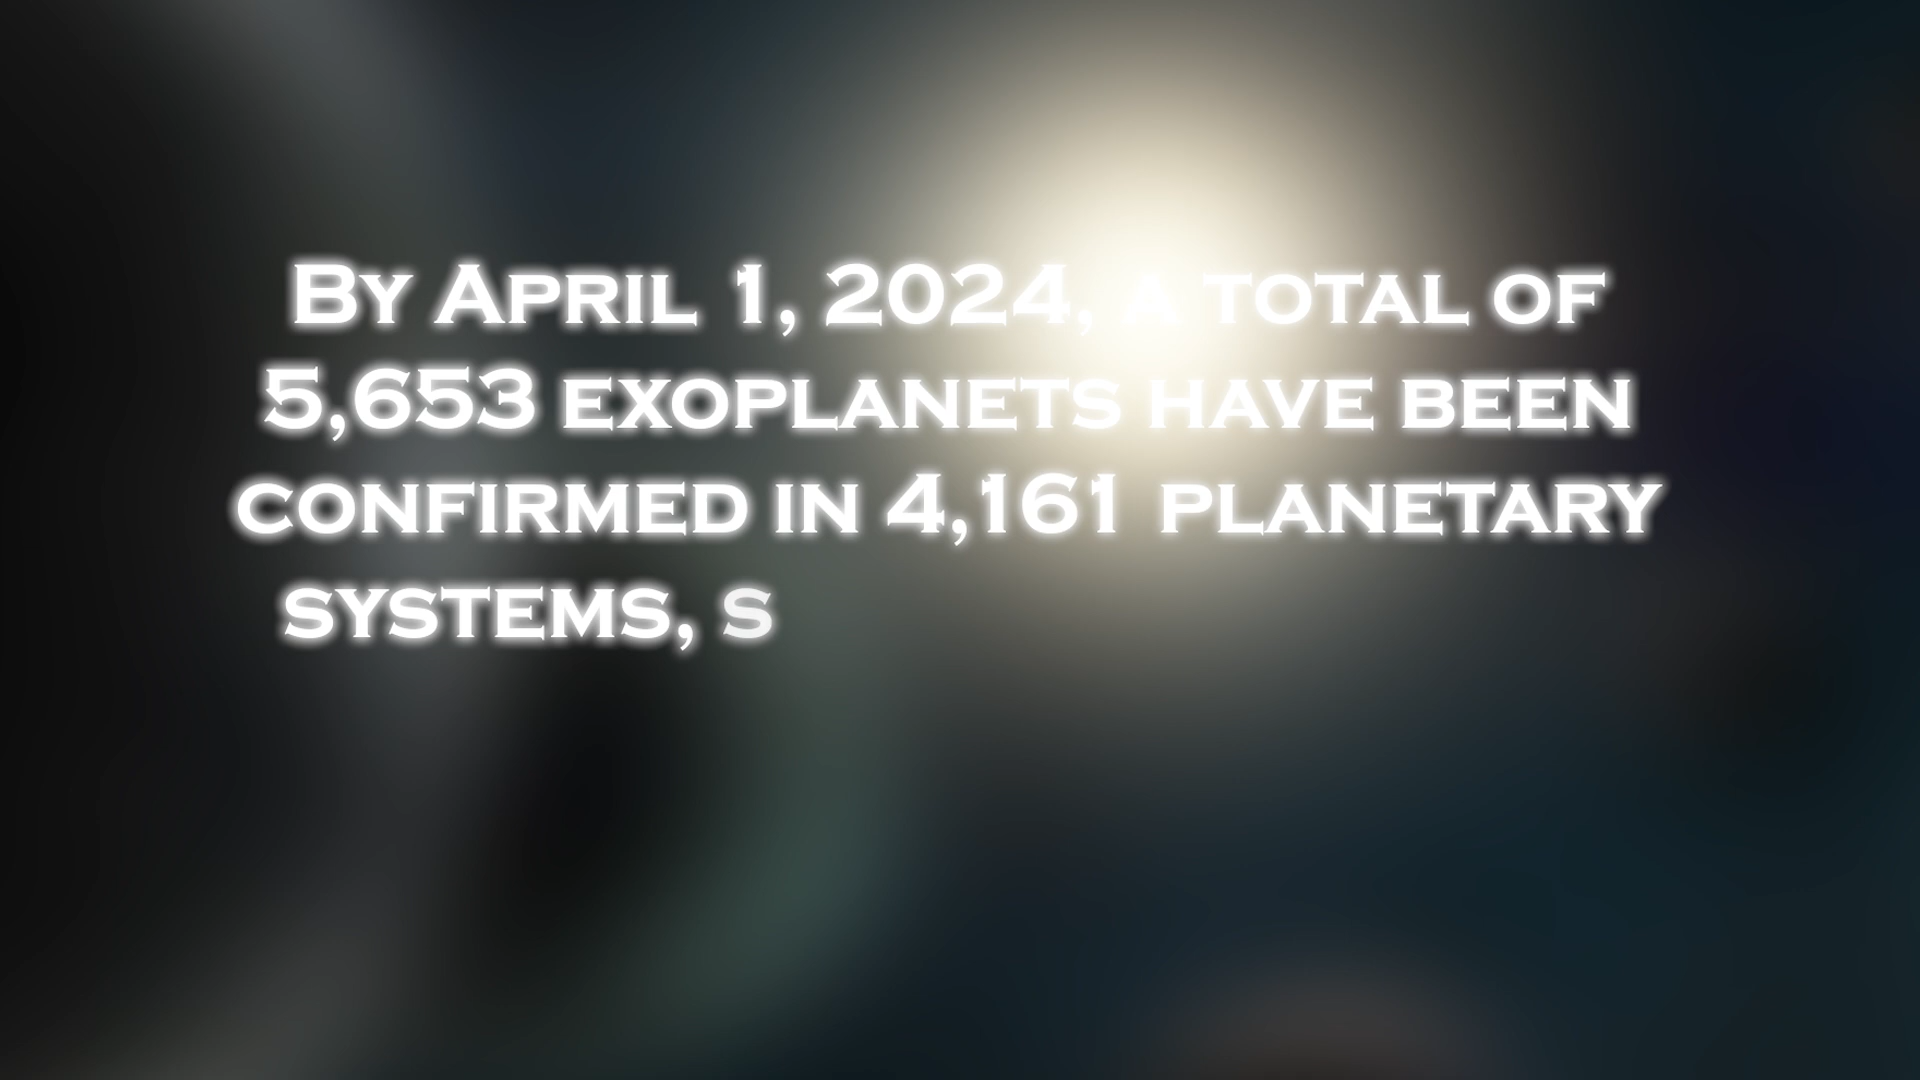 By April 1, 2024, a total of
5,653 exoplanets have been
confirmed in 4,161 planetary
systems, s